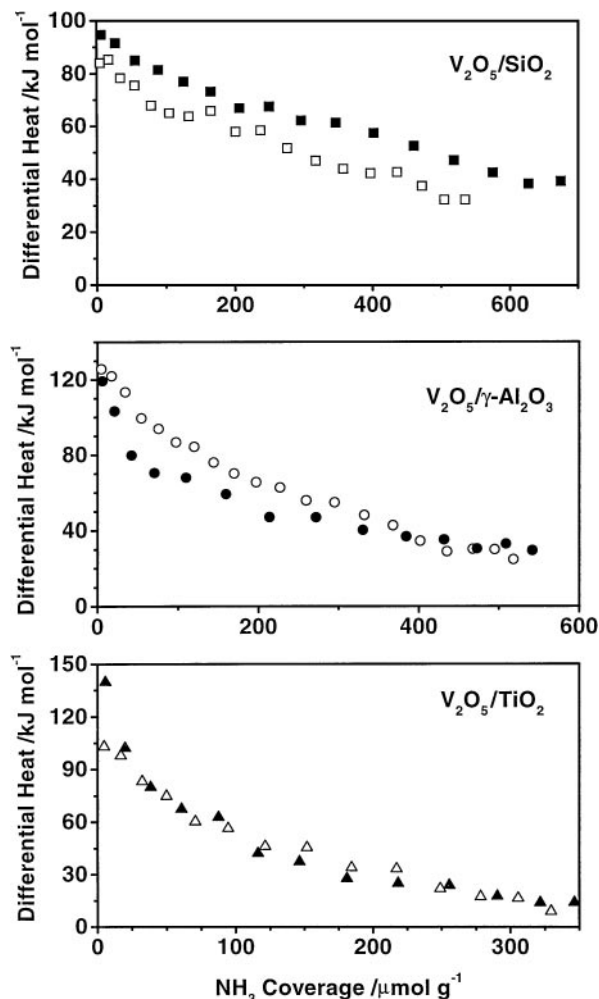 100
80
60
40
20
0
Differential Heat /kJ mol⁻¹
V₂O₅/SiO₂
0 200 400 600
120
80
40
0
Differential Heat /kJ mol⁻¹
V₂O₅/γ-Al₂O₃
0 200 400 600
150
120
90
60
30
0
Differential Heat /kJ mol⁻¹
V₂O₅/TiO₂
0 100 200 300
NH₃ Coverage /μmol g⁻¹